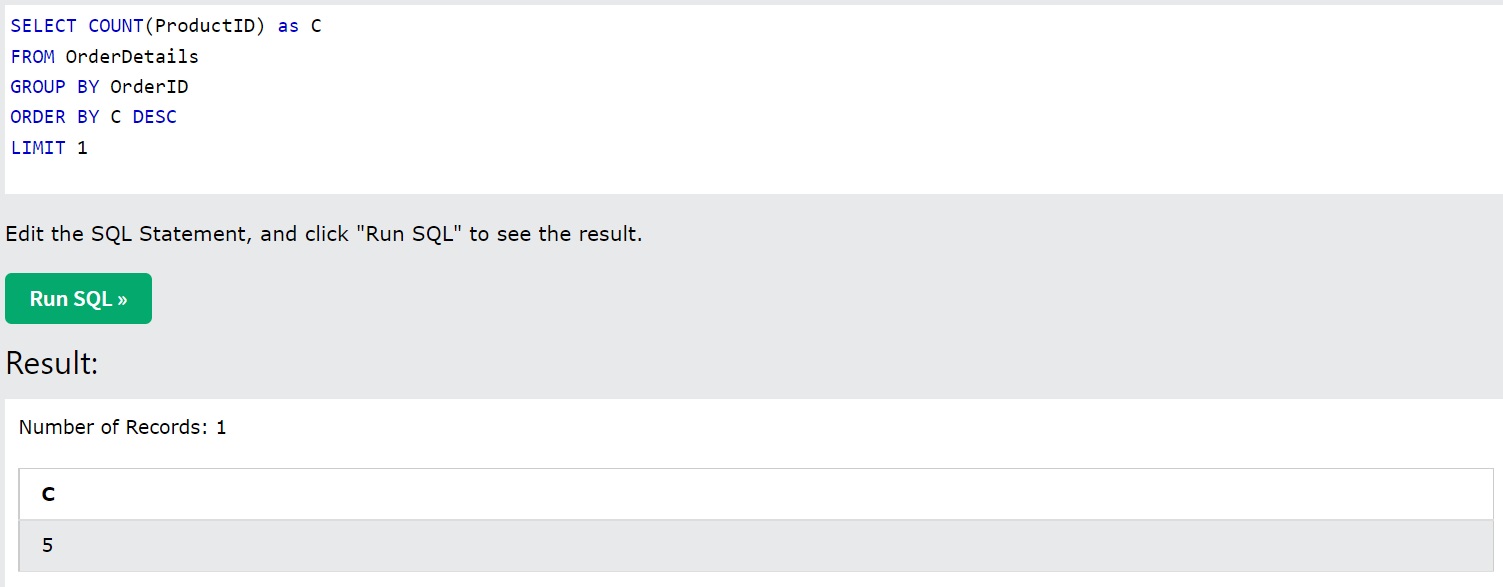 SELECT COUNT(ProductID) as C
FROM OrderDetails
GROUP BY OrderID
ORDER BY C DESC
LIMIT 1
Edit the SQL Statement, and click "Run SQL" to see the result.
Run SQL »
Result:
Number of Records: 1
C
5